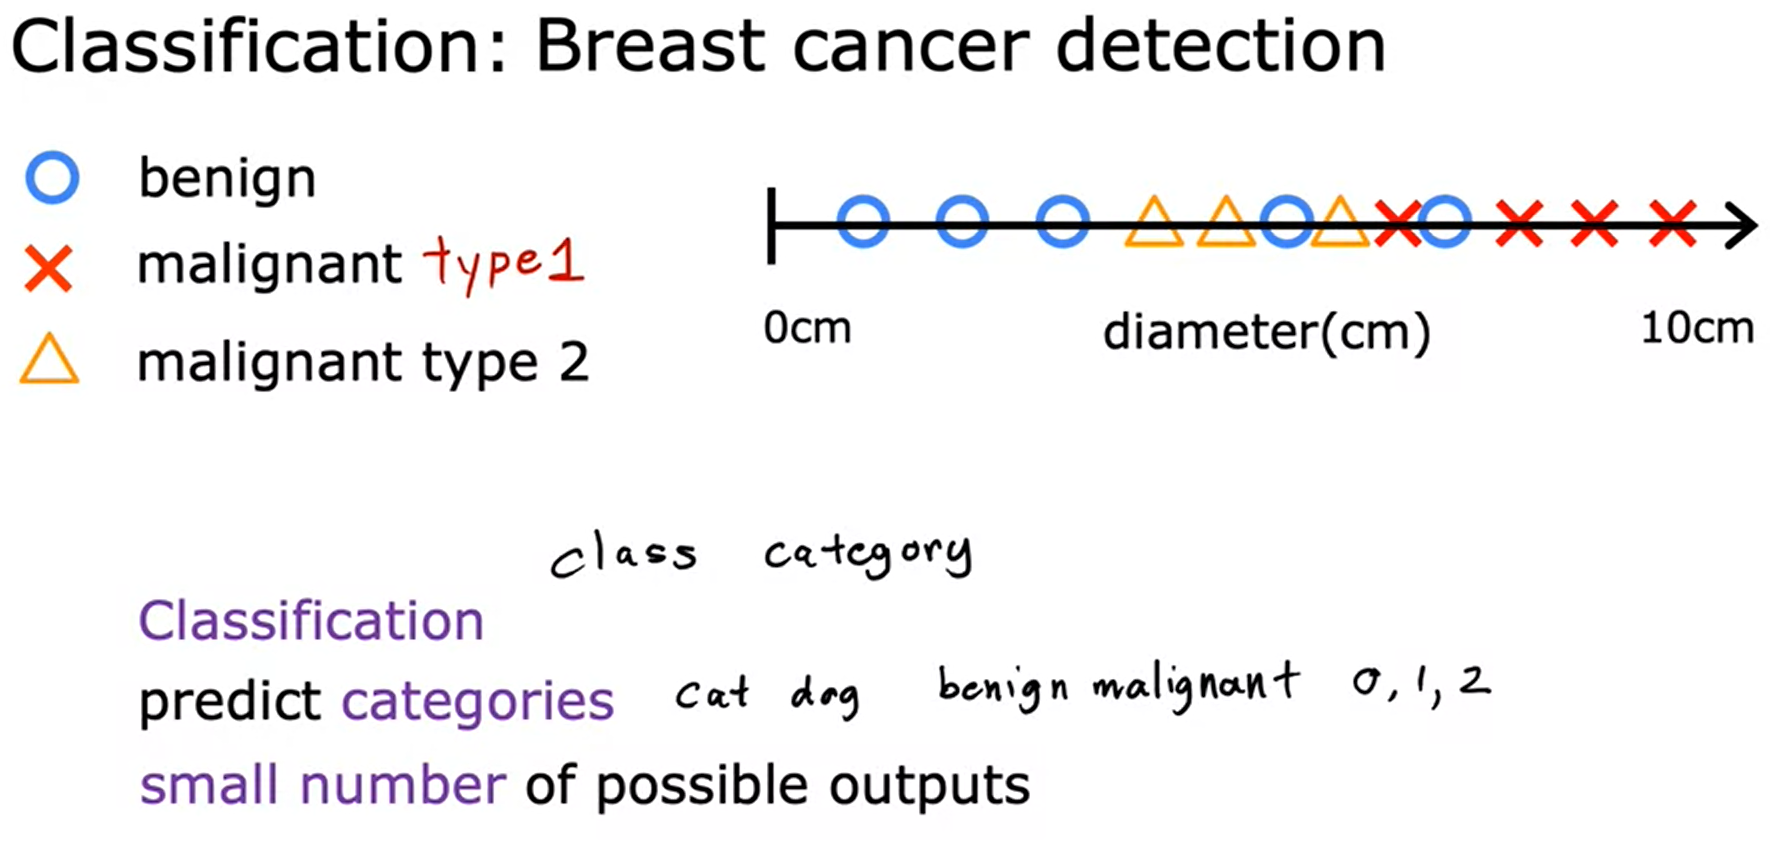 Classification: Breast cancer detection
benign
malignant type1
malignant type 2
0cm diameter(cm) 10cm
class category
Classification
predict categories cat dog benign malignant 0, 1, 2
small number of possible outputs